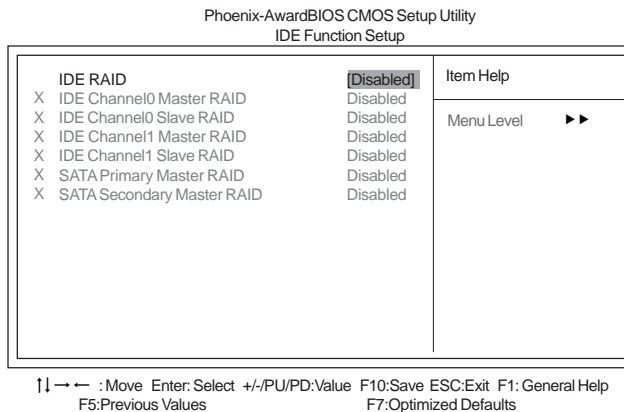 Phoenix-AwardBIOS CMOS Setup Utility
IDE Function Setup
IDE RAID [Disabled]
X IDE Channel0 Master RAID Disabled
X IDE Channel0 Slave RAID Disabled
X IDE Channel1 Master RAID Disabled
X IDE Channel1 Slave RAID Disabled
X SATA Primary Master RAID Disabled
X SATA Secondary Master RAID Disabled
Item Help
Menu Level ►►
↑↓→← : Move Enter: Select +/-/PU/PD:Value F10:Save ESC:Exit F1: General Help
F5:Previous Values F7:Optimized Defaults